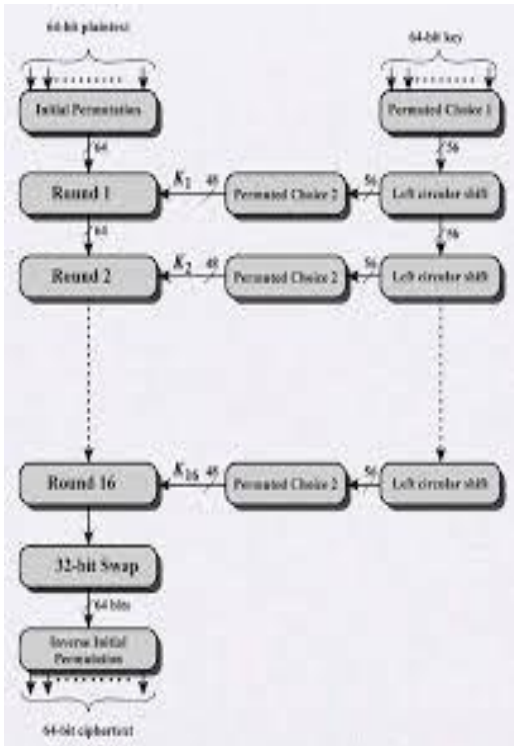 64-bit plaintext
64-bit key
Initial Permutation
Permuted Choice 1
64
56
Round 1
K1
48
Permuted Choice 2
56
Left circular shift
64
56
Round 2
K2
48
Permuted Choice 2
56
Left circular shift
Round 16
K16
48
Permuted Choice 2
56
Left circular shift
32-bit Swap
64 bits
Inverse Initial
Permutation
64-bit ciphertext